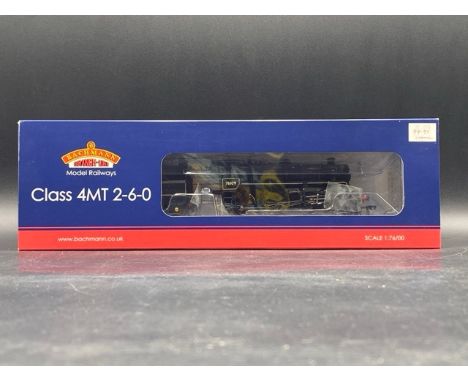 BACHMANN
BRANCH-LINE
Model Railways
Class 4MT 2-6-0
www.bachmann.co.uk
SCALE 1:76/00